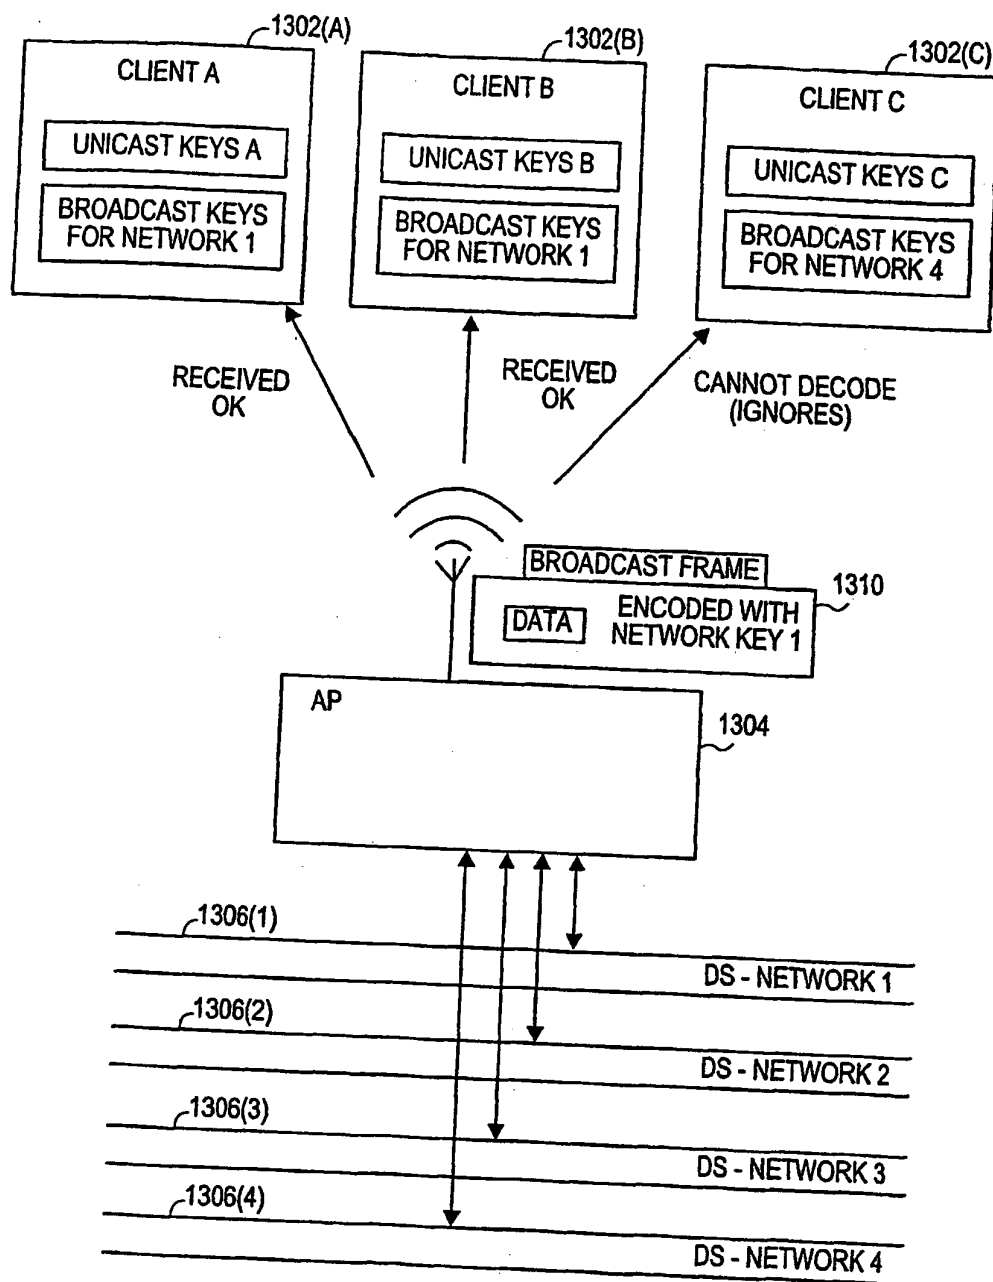 1302(A)
CLIENT A
UNICAST KEYS A
BROADCAST KEYS
FOR NETWORK 1
1302(B)
CLIENT B
UNICAST KEYS B
BROADCAST KEYS
FOR NETWORK 1
1302(C)
CLIENT C
UNICAST KEYS C
BROADCAST KEYS
FOR NETWORK 4
RECEIVED
OK
RECEIVED
OK
CANNOT DECODE
(IGNORES)
BROADCAST FRAME
1310
DATA
ENCODED WITH
NETWORK KEY 1
AP
1304
1306(1)
DS - NETWORK 1
1306(2)
DS - NETWORK 2
1306(3)
DS - NETWORK 3
1306(4)
DS - NETWORK 4